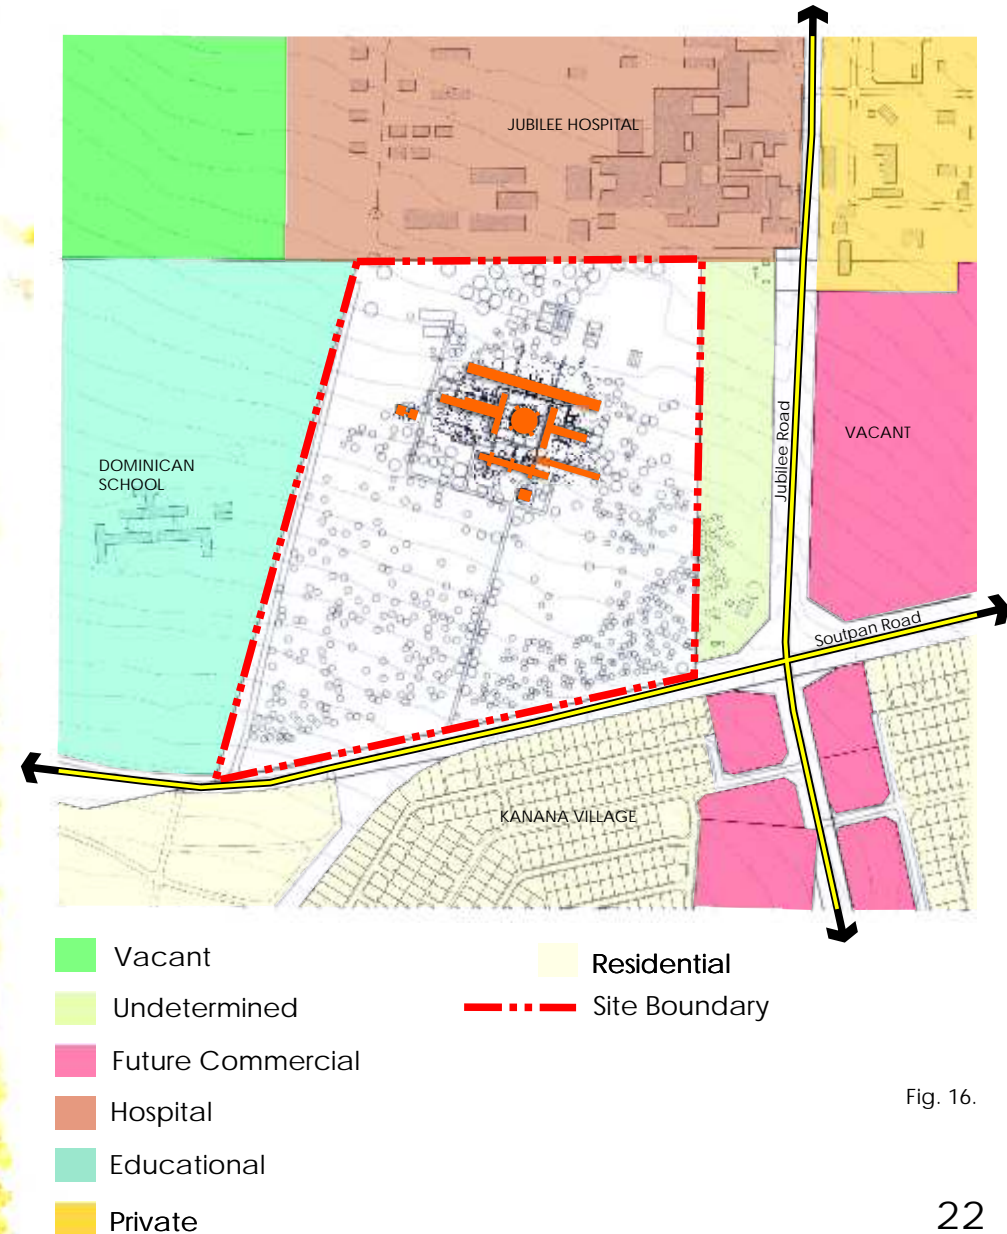 JUBILEE HOSPITAL
DOMINICAN
SCHOOL
Jubilee Road
VACANT
Soutpan Road
KANANA VILLAGE
Vacant
Undetermined
Future Commercial
Hospital
Educational
Private
Residential
Site Boundary
Fig. 16.
22